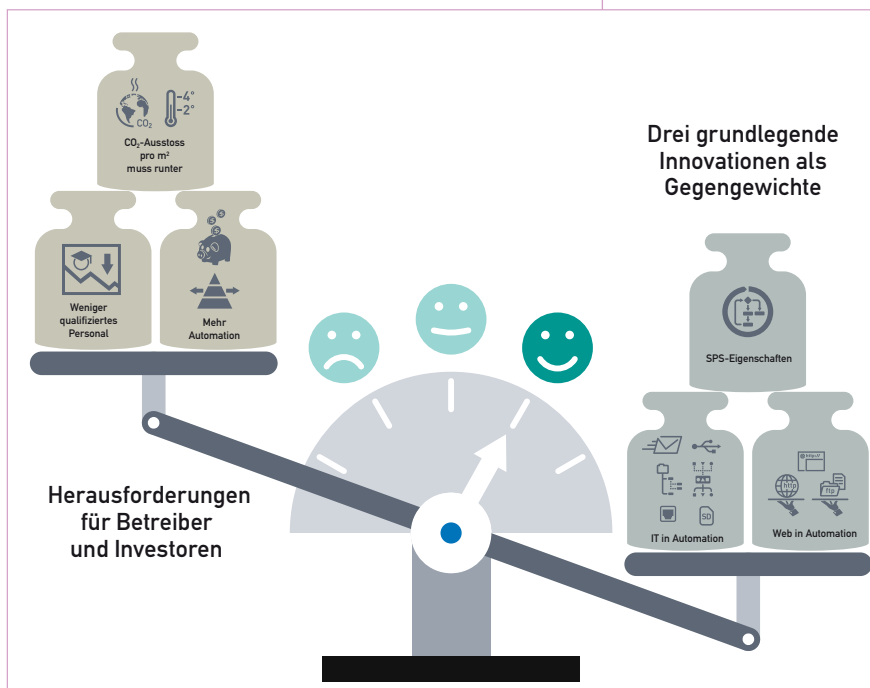 CO₂
4°
2°
CO₂-Ausstoss
pro m²
muss runter
Weniger
qualifiziertes
Personal
Mehr
Automation
Herausforderungen
für Betreiber
und Investoren
Drei grundlegende
Innovationen als
Gegengewichte
SPS-Eigenschaften
SD
IT in Automation
http://
http
ftp
Web in Automation